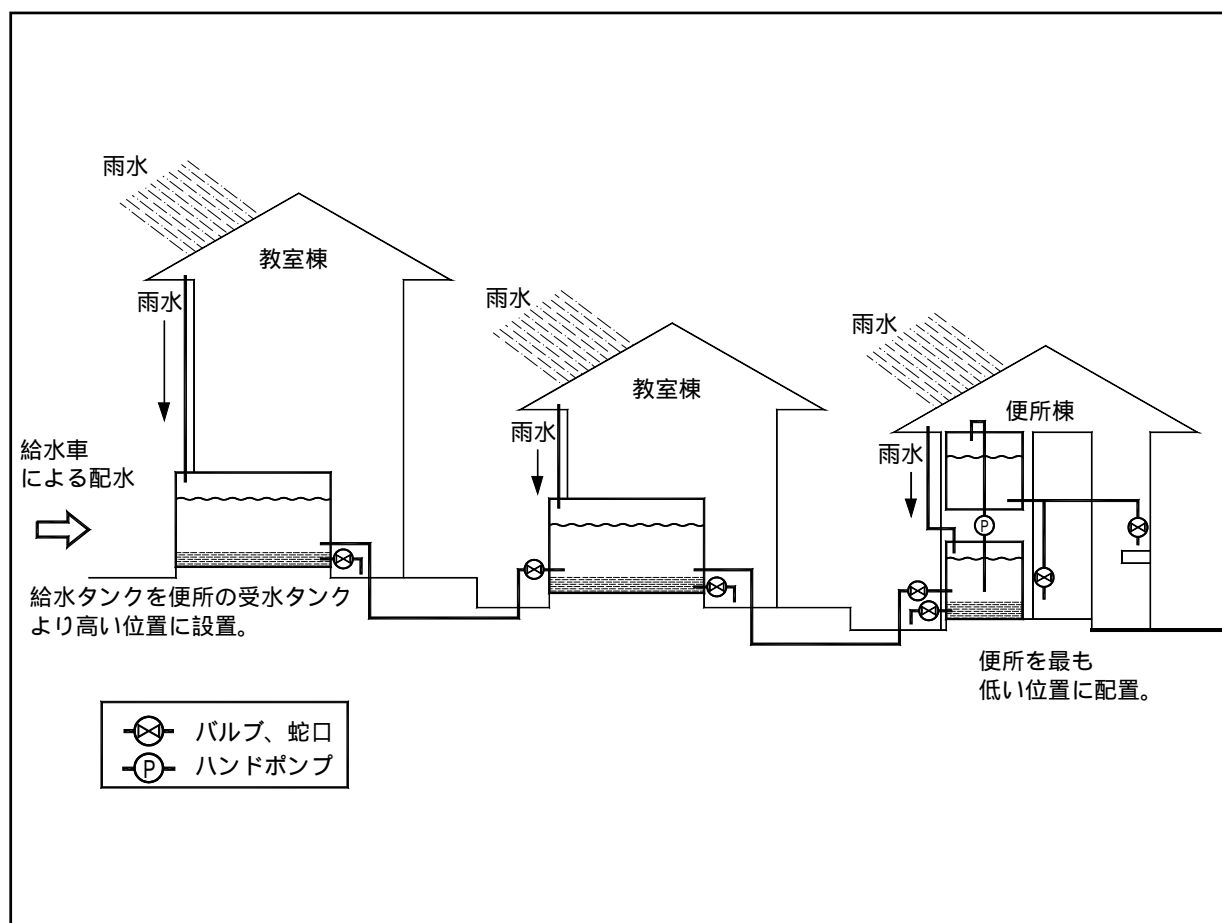 雨水
教室棟
雨水
雨水
教室棟
雨水
雨水
便所棟
雨水
給水車
による配水
給水タンクを便所の受水タンク
より高い位置に設置。
便所を最も
低い位置に配置。
P
バルブ、蛇口
P
ハンドポンプ